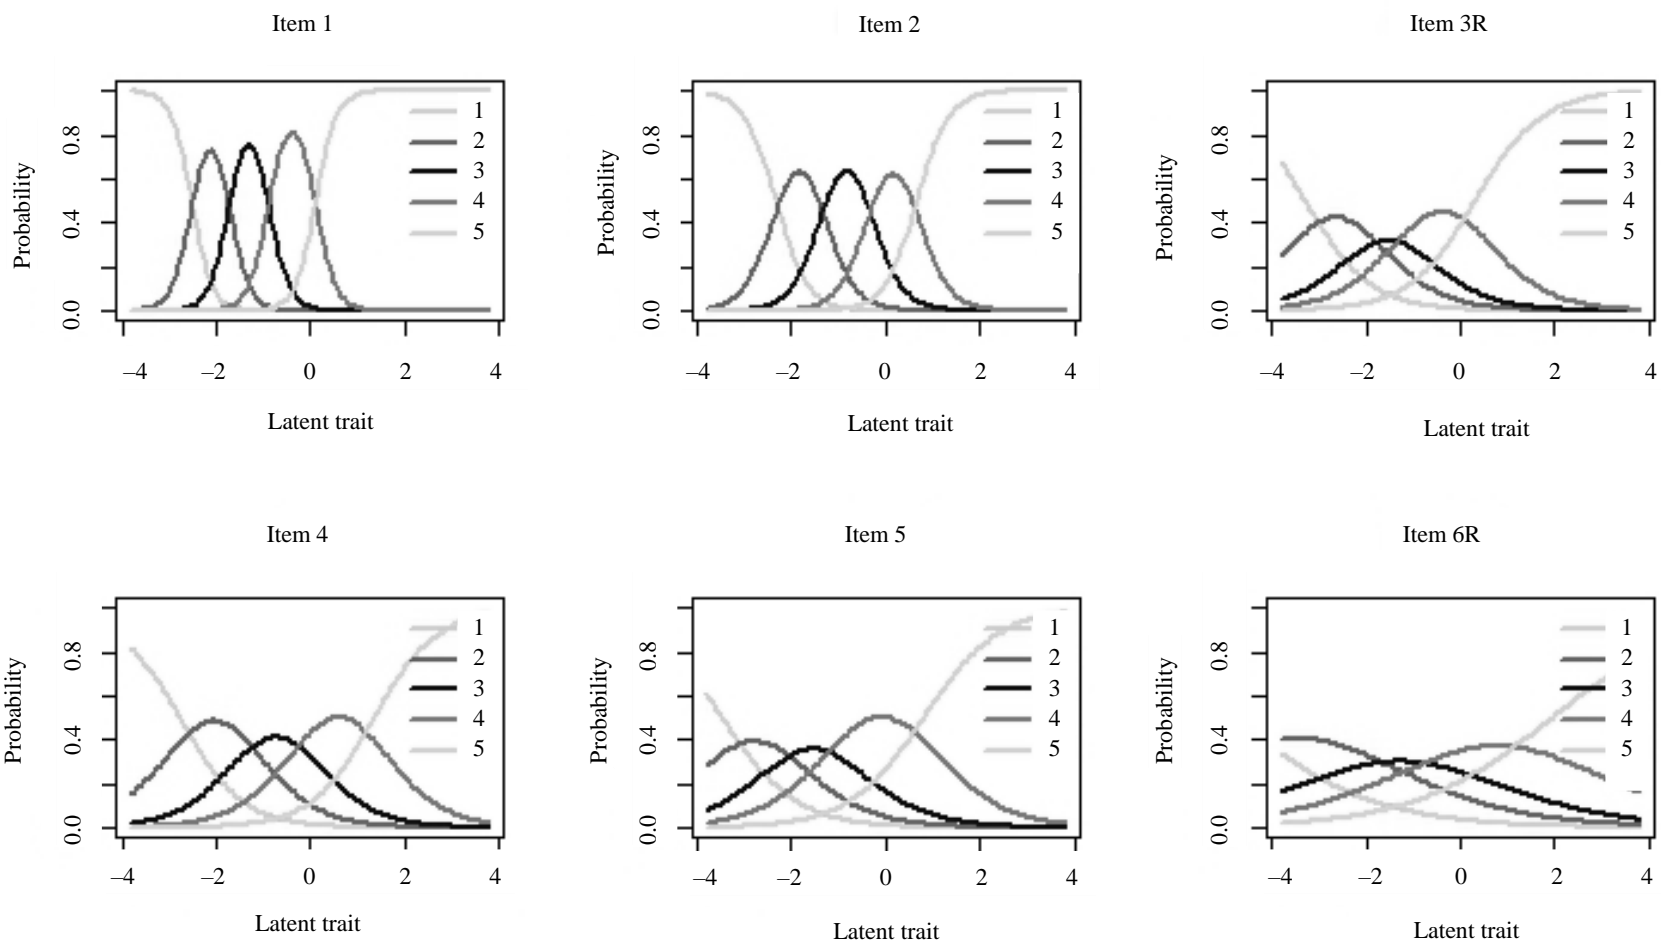 Item 1
Probability
0.8
0.4
0.0
1
2
3
4
5
–4 –2 0 2 4
Latent trait
Item 2
Probability
0.8
0.4
0.0
1
2
3
4
5
–4 –2 0 2 4
Latent trait
Item 3R
Probability
0.8
0.4
0.0
1
2
3
4
5
–4 –2 0 2 4
Latent trait
Item 4
Probability
0.8
0.4
0.0
1
2
3
4
5
–4 –2 0 2 4
Latent trait
Item 5
Probability
0.8
0.4
0.0
1
2
3
4
5
–4 –2 0 2 4
Latent trait
Item 6R
Probability
0.8
0.4
0.0
1
2
3
4
5
–4 –2 0 2 4
Latent trait